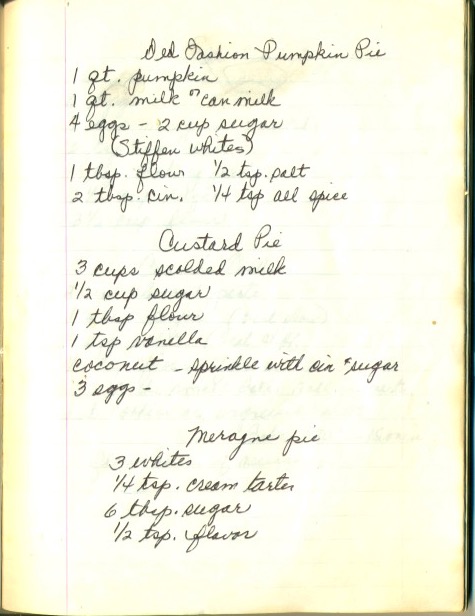 Old Fashion Pumpkin Pie
1 qt. pumpkin
1 qt. milk or can milk
4 eggs - 2 cup sugar
(Stiffen whites)
1 tbsp. flour 1/2 tsp. salt
2 tbsp. cin. 1/4 tsp all spice
Custard Pie
3 cups scolded milk
1/2 cup sugar
1 tbsp flour
1 tsp vanilla
coconut - sprinkle with cin & sugar
3 eggs -
Meragne pie
3 whites
1/4 tsp. cream tarter
6 tbsp. sugar
1/2 tsp. flavor